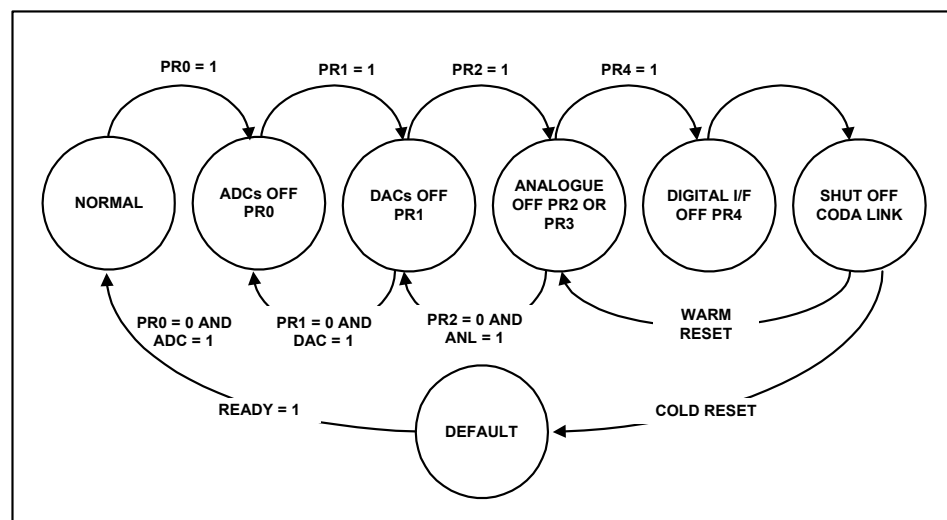 PR0 = 1
PR1 = 1
PR2 = 1
PR4 = 1
NORMAL
ADCs OFF
PR0
DACs OFF
PR1
ANALOGUE
OFF PR2 OR
PR3
DIGITAL I/F
OFF PR4
SHUT OFF
CODA LINK
PR0 = 0 AND
ADC = 1
PR1 = 0 AND
DAC = 1
PR2 = 0 AND
ANL = 1
WARM
RESET
READY = 1
COLD RESET
DEFAULT